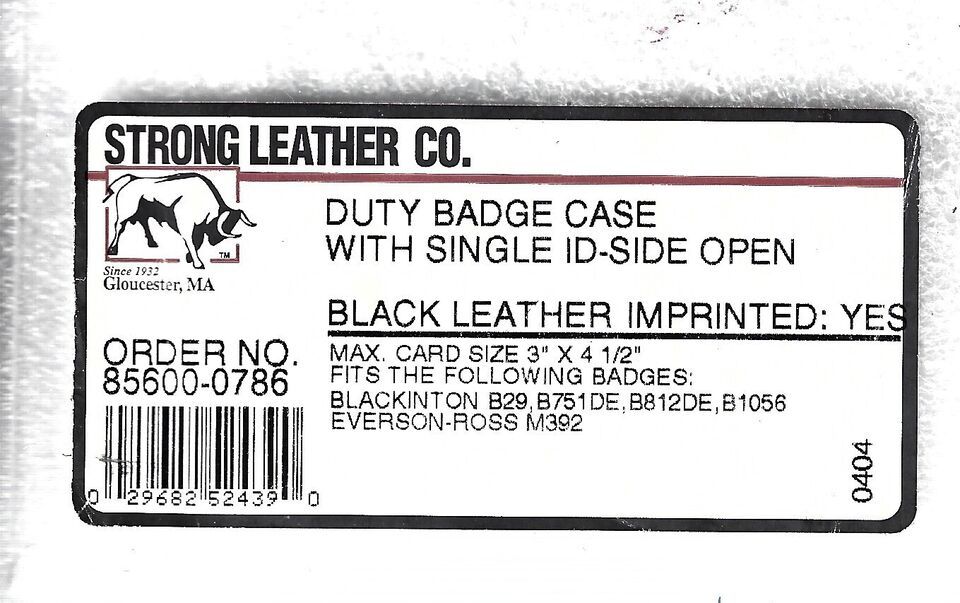 STRONG LEATHER CO.
TM
Since 1932
Gloucester, MA
DUTY BADGE CASE
WITH SINGLE ID-SIDE OPEN
BLACK LEATHER IMPRINTED: YES
ORDER NO.
85600-0786
MAX. CARD SIZE 3" X 4 1/2"
FITS THE FOLLOWING BADGES:
BLACKINTON B29,B751DE,B812DE,B1056
EVERSON-ROSS M392
0 29682 52439 0
0404